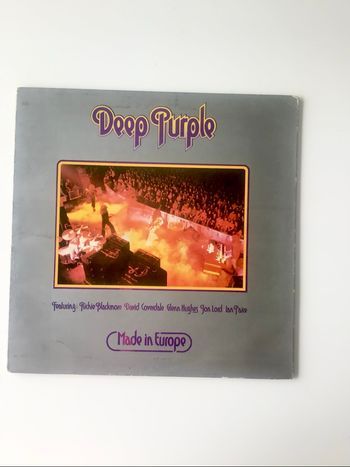 Deep Purple
Featuring: Ritchie Blackmore David Coverdale Glenn Hughes Jon Lord Ian Paice
Made in Europe